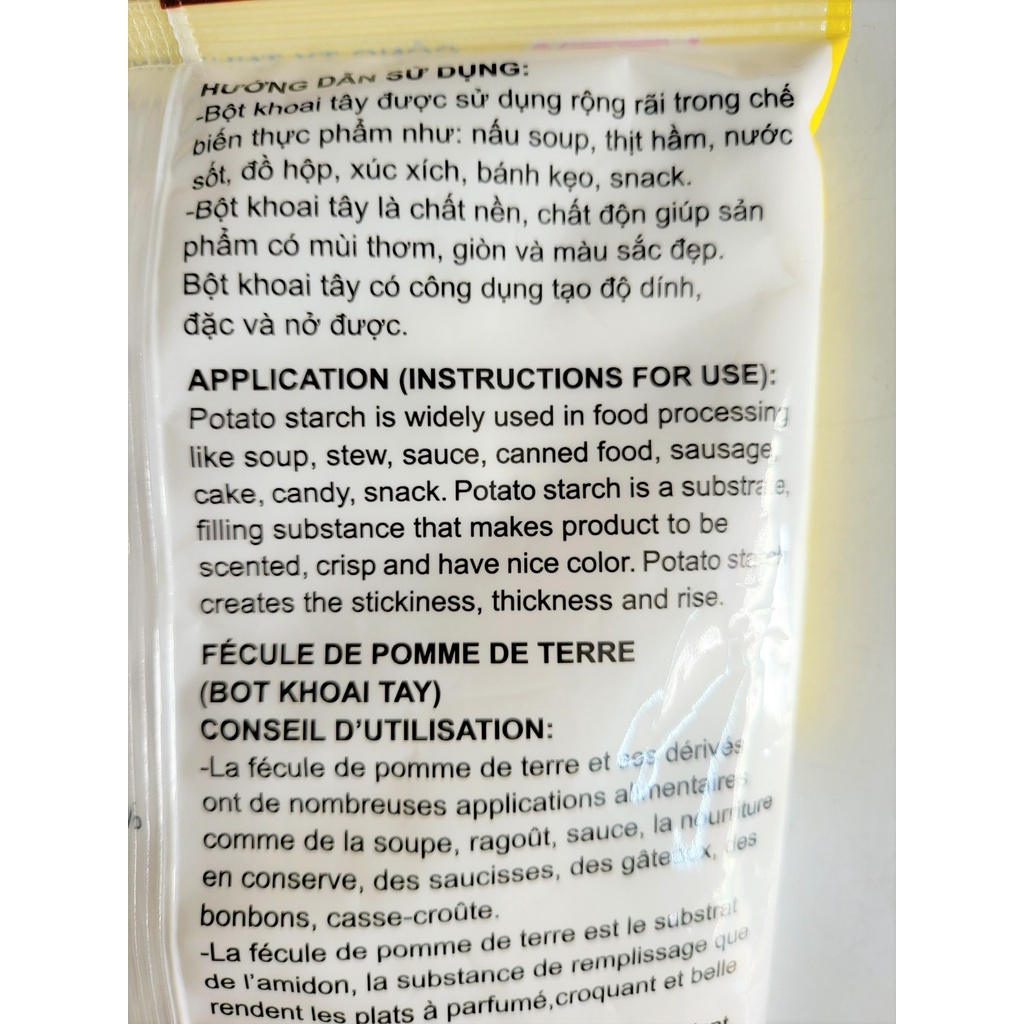 HƯỚNG DẪN SỬ DỤNG:
-Bột khoai tây được sử dụng rộng rãi trong chế
biến thực phẩm như: nấu soup, thịt hầm, nước
sốt, đồ hộp, xúc xích, bánh kẹo, snack.
-Bột khoai tây là chất nền, chất độn giúp sản
phẩm có mùi thơm, giòn và màu sắc đẹp.
Bột khoai tây có công dụng tạo độ dính,
đặc và nở được.
APPLICATION (INSTRUCTIONS FOR USE):
Potato starch is widely used in food processing
like soup, stew, sauce, canned food, sausage,
cake, candy, snack. Potato starch is a substrate,
filling substance that makes product to be
scented, crisp and have nice color. Potato starch
creates the stickiness, thickness and rise.
FÉCULE DE POMME DE TERRE
(BOT KHOAI TAY)
CONSEIL D'UTILISATION:
-La fécule de pomme de terre et ses dérivés
ont de nombreuses applications alimentaires
comme de la soupe, ragoût, sauce, la nourriture
en conserve, des saucisses, des gâteaux, des
bonbons, casse-croûte.
-La fécule de pomme de terre est le substrat
de l'amidon, la substance de remplissage que
rendent les plats à parfumé,croquant et belle